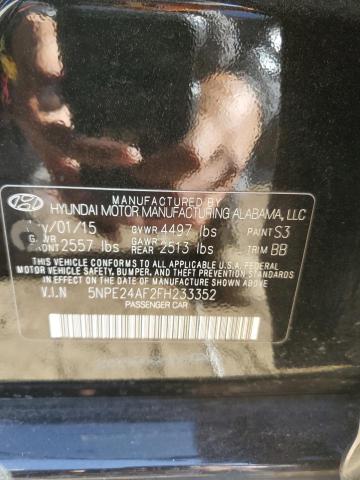 MANUFACTURED BY
HYUNDAI MOTOR MANUFACTURING ALABAMA, LLC
/01/15 GVWR 4497 lbs PAINT S3
GAWR GAWR TRIM BB
FRONT 2557 lbs REAR 2513 lbs
THIS VEHICLE CONFORMS TO ALL APPLICABLE U.S.A. FEDERAL
MOTOR VEHICLE SAFETY, BUMPER, AND THEFT PREVENTION STANDARDS
IN EFFECT ON THE DATE OF MANUFACTURE SHOWN ABOVE.
V.I.N 5NPE24AF2FH233352
PASSENGER CAR